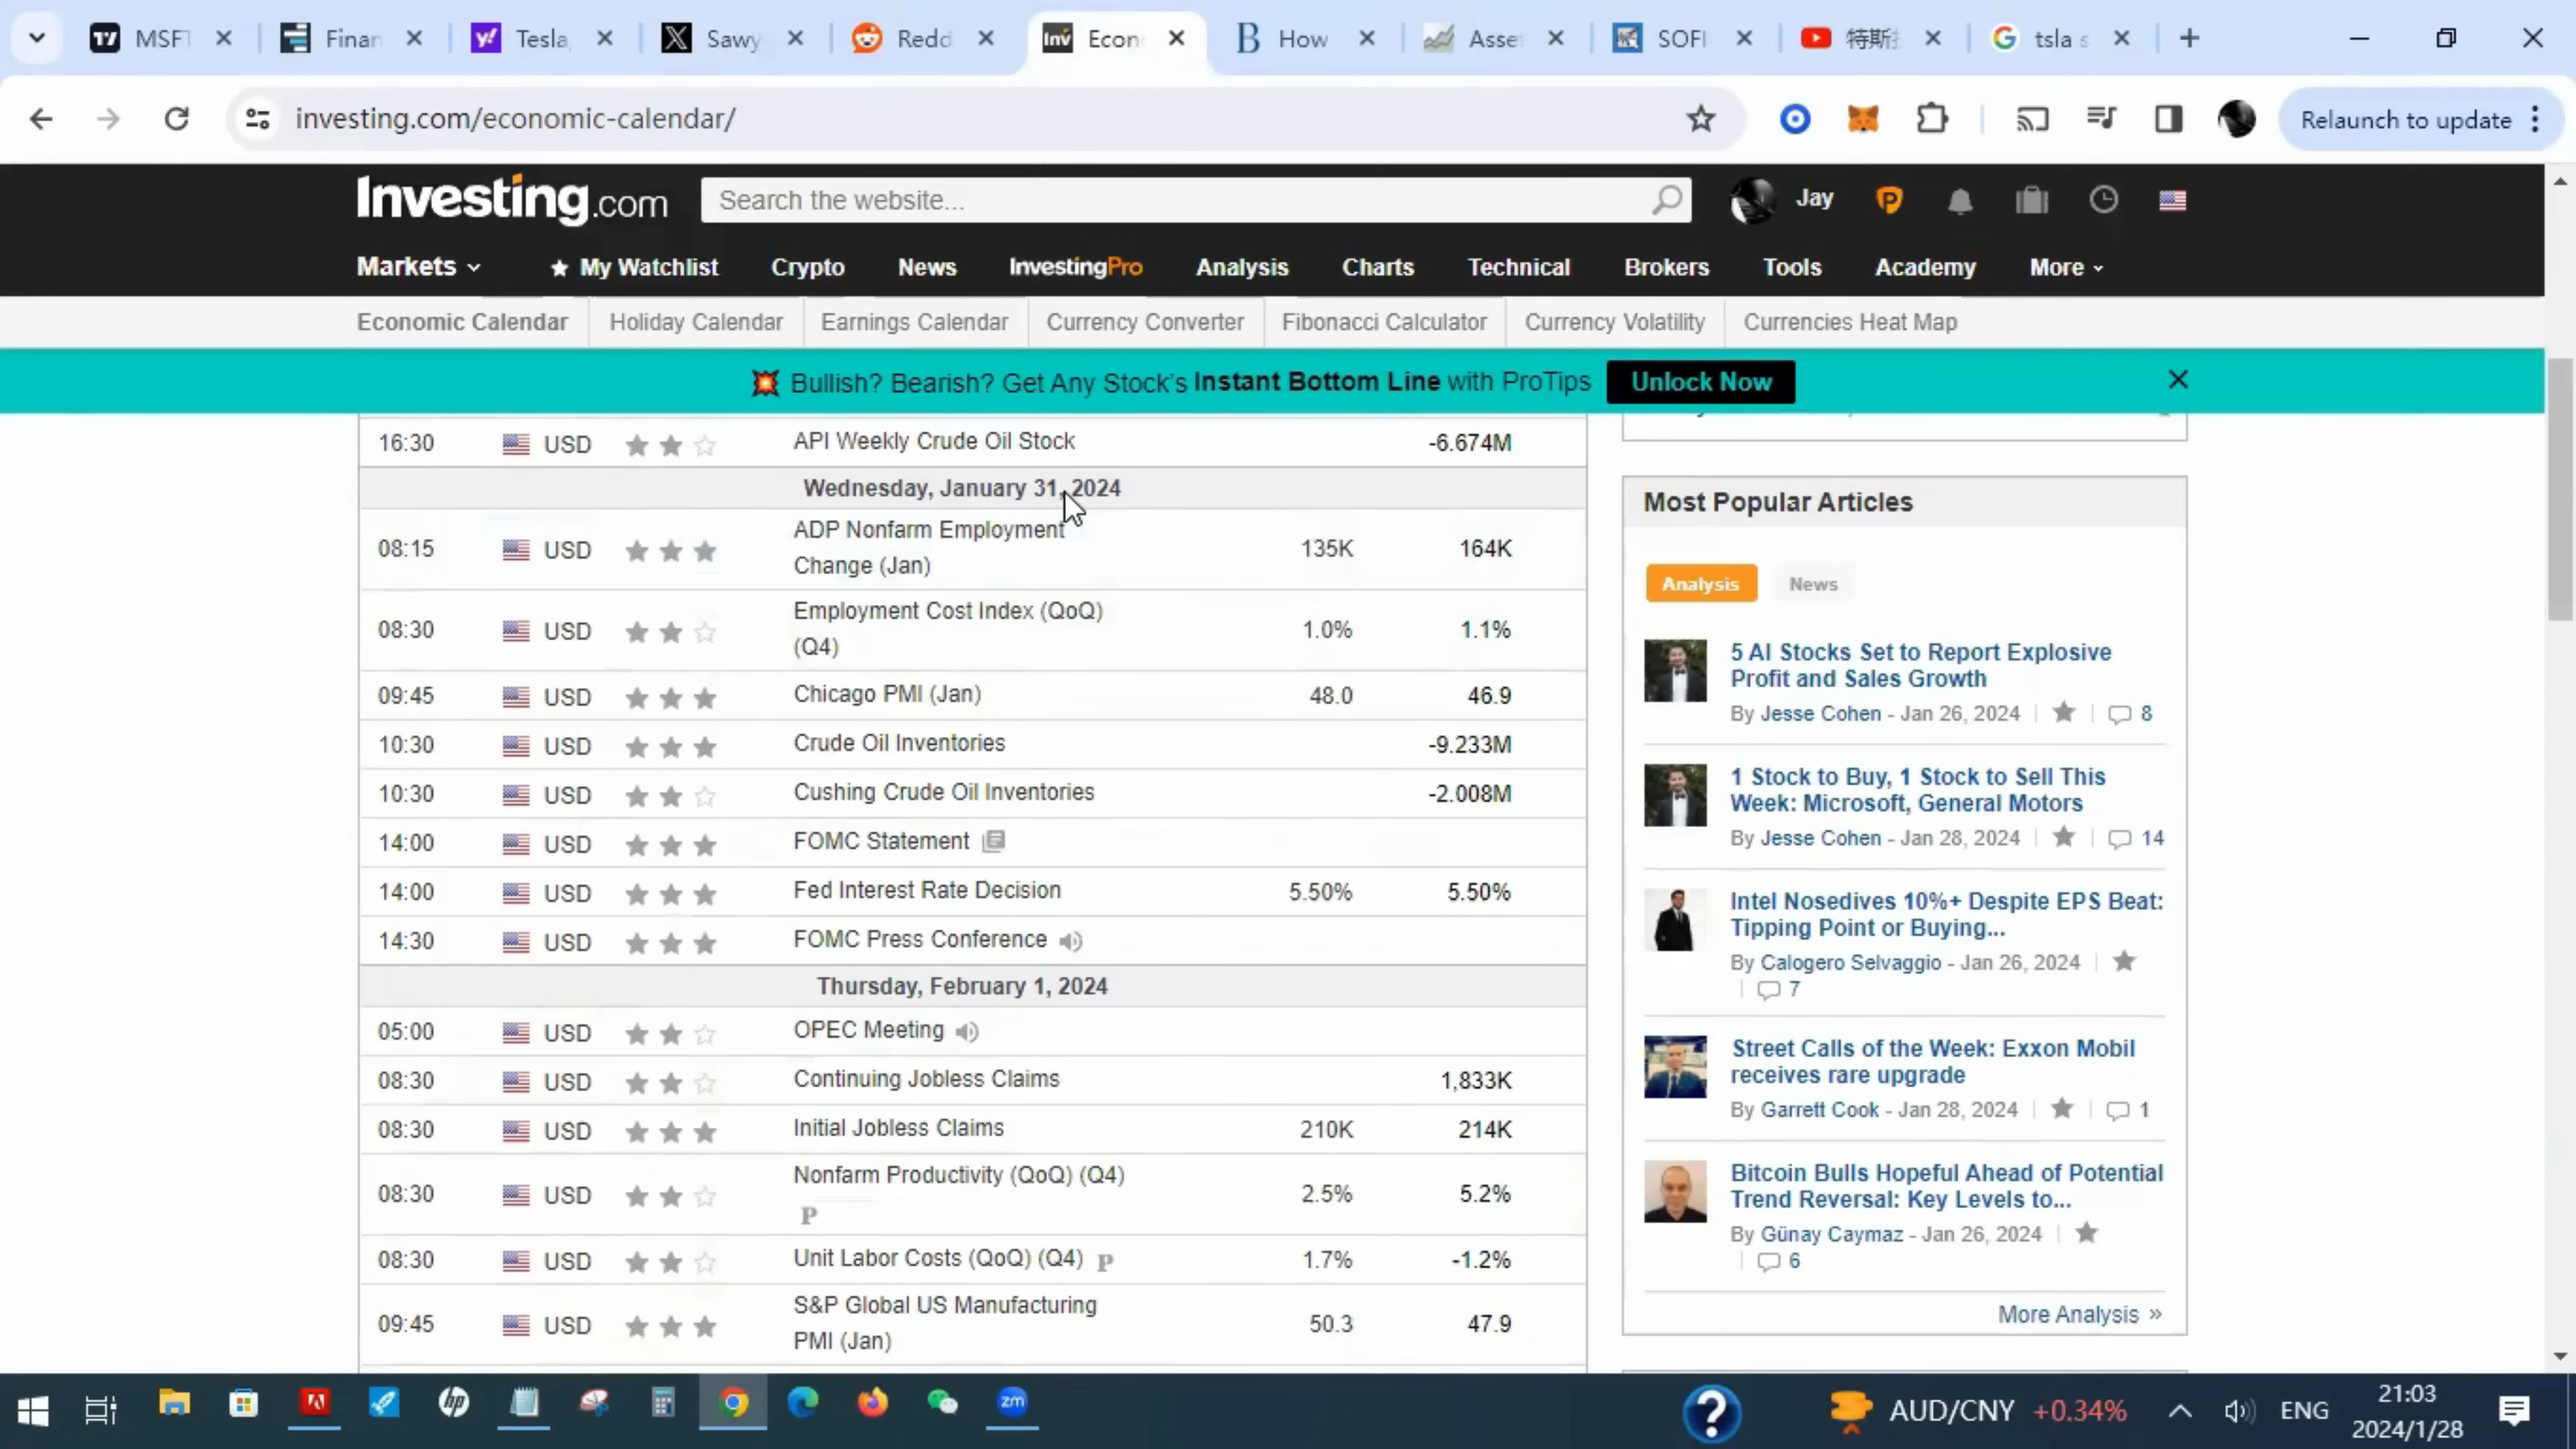 MSFT
Finan
Tesla,
Sawy
Redd
Econ
How
Asse
SOFI
特斯
tsla s
investing.com/economic-calendar/
Relaunch to update
Investing.com
Search the website...
Jay
Markets
My Watchlist
Crypto
News
InvestingPro
Analysis
Charts
Technical
Brokers
Tools
Academy
More
Economic Calendar
Holiday Calendar
Earnings Calendar
Currency Converter
Fibonacci Calculator
Currency Volatility
Currencies Heat Map
Bullish? Bearish? Get Any Stock's Instant Bottom Line with ProTips
Unlock Now
16:30 USD API Weekly Crude Oil Stock -6.674M
Wednesday, January 31, 2024
08:15 USD ADP Nonfarm Employment 135K 164K
Change (Jan)
08:30 USD Employment Cost Index (QoQ) 1.0% 1.1%
(Q4)
09:45 USD Chicago PMI (Jan) 48.0 46.9
10:30 USD Crude Oil Inventories -9.233M
10:30 USD Cushing Crude Oil Inventories -2.008M
14:00 USD FOMC Statement
14:00 USD Fed Interest Rate Decision 5.50% 5.50%
14:30 USD FOMC Press Conference
Thursday, February 1, 2024
05:00 USD OPEC Meeting
08:30 USD Continuing Jobless Claims 1,833K
08:30 USD Initial Jobless Claims 210K 214K
08:30 USD Nonfarm Productivity (QoQ) (Q4) 2.5% 5.2%
P
08:30 USD Unit Labor Costs (QoQ) (Q4) P 1.7% -1.2%
09:45 USD S&P Global US Manufacturing 50.3 47.9
PMI (Jan)
Most Popular Articles
Analysis
News
5 AI Stocks Set to Report Explosive
Profit and Sales Growth
By Jesse Cohen - Jan 26, 2024 8
1 Stock to Buy, 1 Stock to Sell This
Week: Microsoft, General Motors
By Jesse Cohen - Jan 28, 2024 14
Intel Nosedives 10%+ Despite EPS Beat:
Tipping Point or Buying...
By Calogero Selvaggio - Jan 26, 2024
7
Street Calls of the Week: Exxon Mobil
receives rare upgrade
By Garrett Cook - Jan 28, 2024 1
Bitcoin Bulls Hopeful Ahead of Potential
Trend Reversal: Key Levels to...
By Günay Caymaz - Jan 26, 2024
6
More Analysis »
AUD/CNY +0.34%
ENG
21:03
2024/1/28